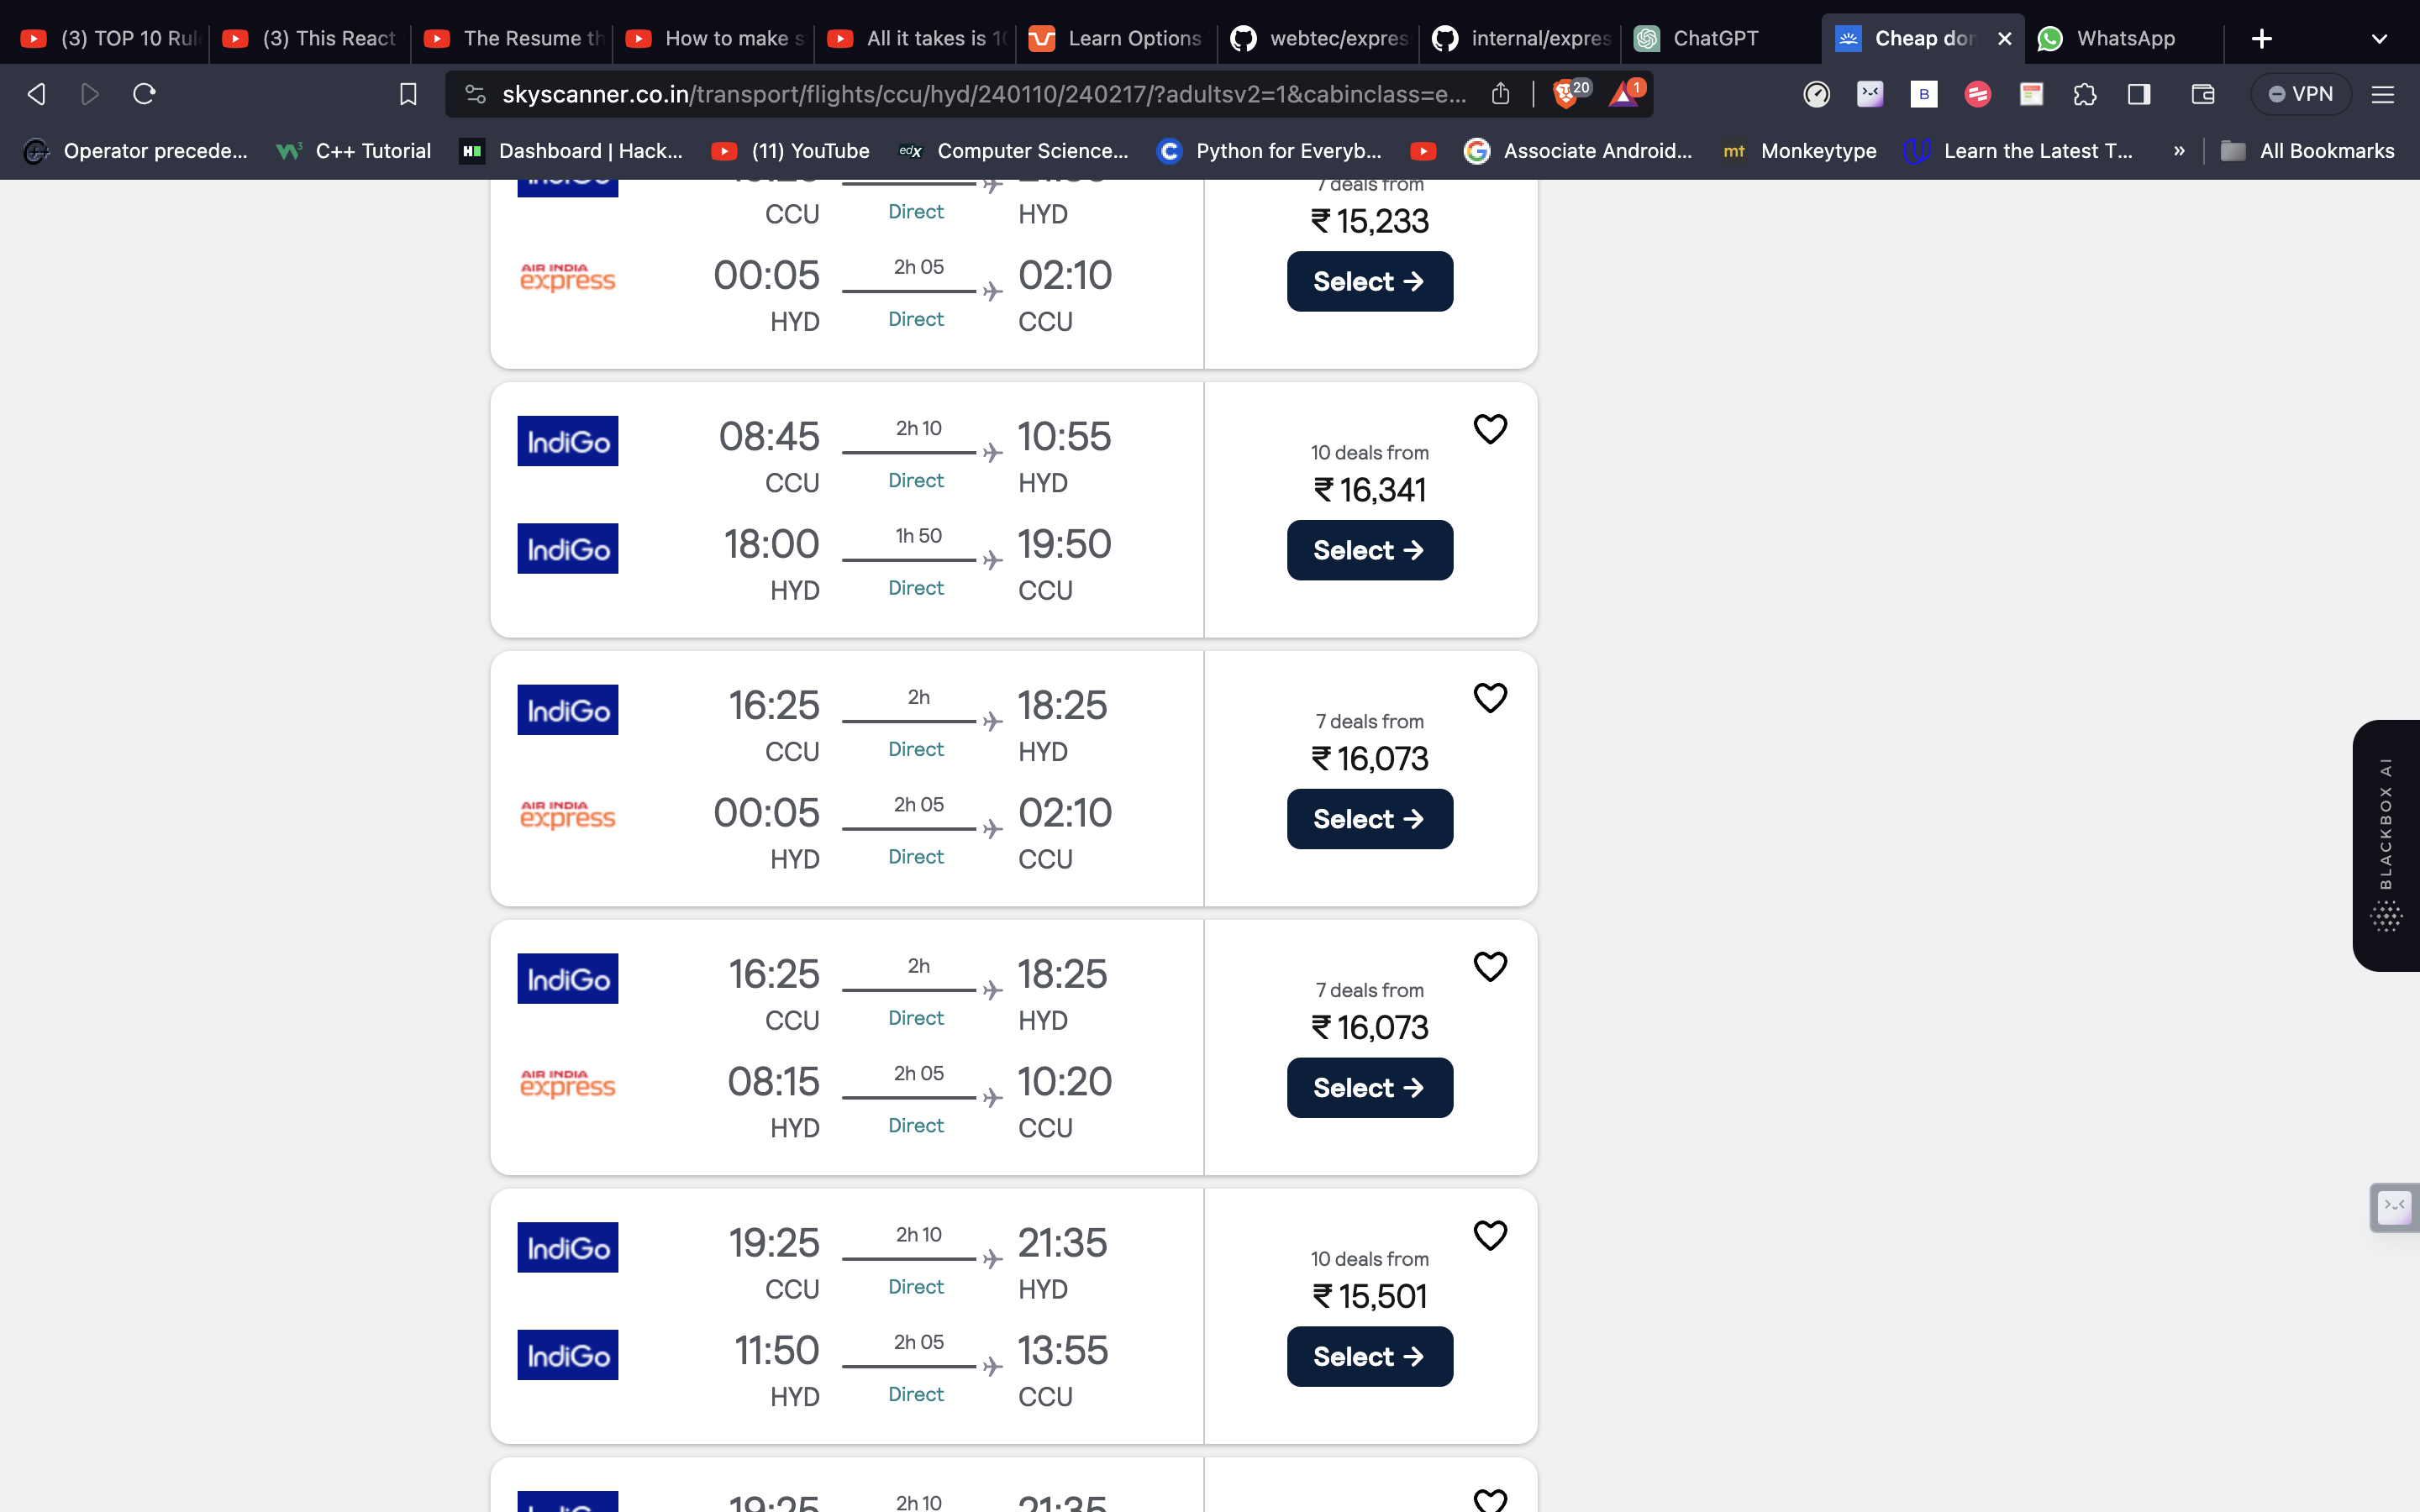 (3) TOP 10 Rul
(3) This React
The Resume th
How to make s
All it takes is 10
Learn Options
webtec/expres
internal/expres
ChatGPT
Cheap dor
WhatsApp
skyscanner.co.in/transport/flights/ccu/hyd/240110/240217/?adultsv2=1&cabinclass=e...
20
1
B
VPN
Operator precede...
C++ Tutorial
Dashboard | Hack...
(11) YouTube
edX
Computer Science...
Python for Everyb...
Associate Android...
mt
Monkeytype
Learn the Latest T...
»
All Bookmarks
CCU
Direct
HYD
7 deals from
₹ 15,233
Select →
AIR INDIA
express
00:05
2h 05
02:10
HYD
Direct
CCU
IndiGo
08:45
2h 10
10:55
CCU
Direct
HYD
10 deals from
₹ 16,341
Select →
IndiGo
18:00
1h 50
19:50
HYD
Direct
CCU
IndiGo
16:25
2h
18:25
CCU
Direct
HYD
7 deals from
₹ 16,073
Select →
AIR INDIA
express
00:05
2h 05
02:10
HYD
Direct
CCU
IndiGo
16:25
2h
18:25
CCU
Direct
HYD
7 deals from
₹ 16,073
Select →
AIR INDIA
express
08:15
2h 05
10:20
HYD
Direct
CCU
IndiGo
19:25
2h 10
21:35
CCU
Direct
HYD
10 deals from
₹ 15,501
Select →
IndiGo
11:50
2h 05
13:55
HYD
Direct
CCU
19:25
2h 10
21:35
BLACKBOX AI